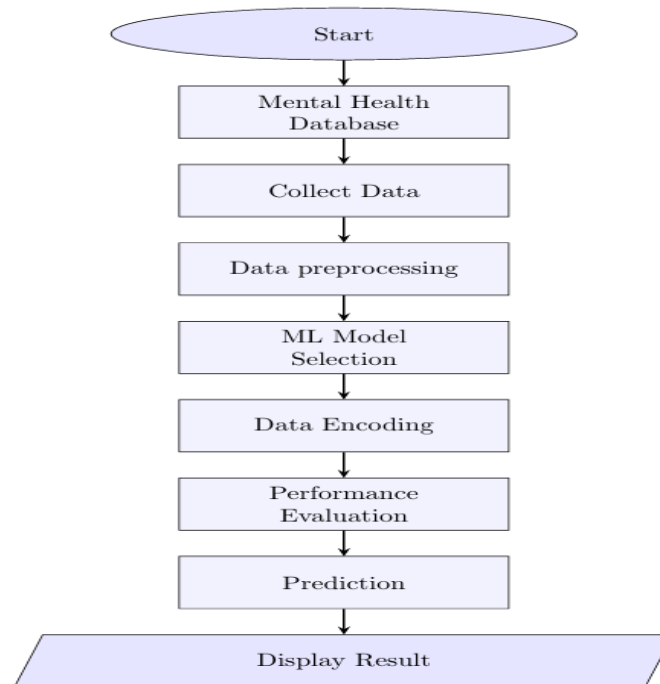 Start
Mental Health
Database
Collect Data
Data preprocessing
ML Model
Selection
Data Encoding
Performance
Evaluation
Prediction
Display Result